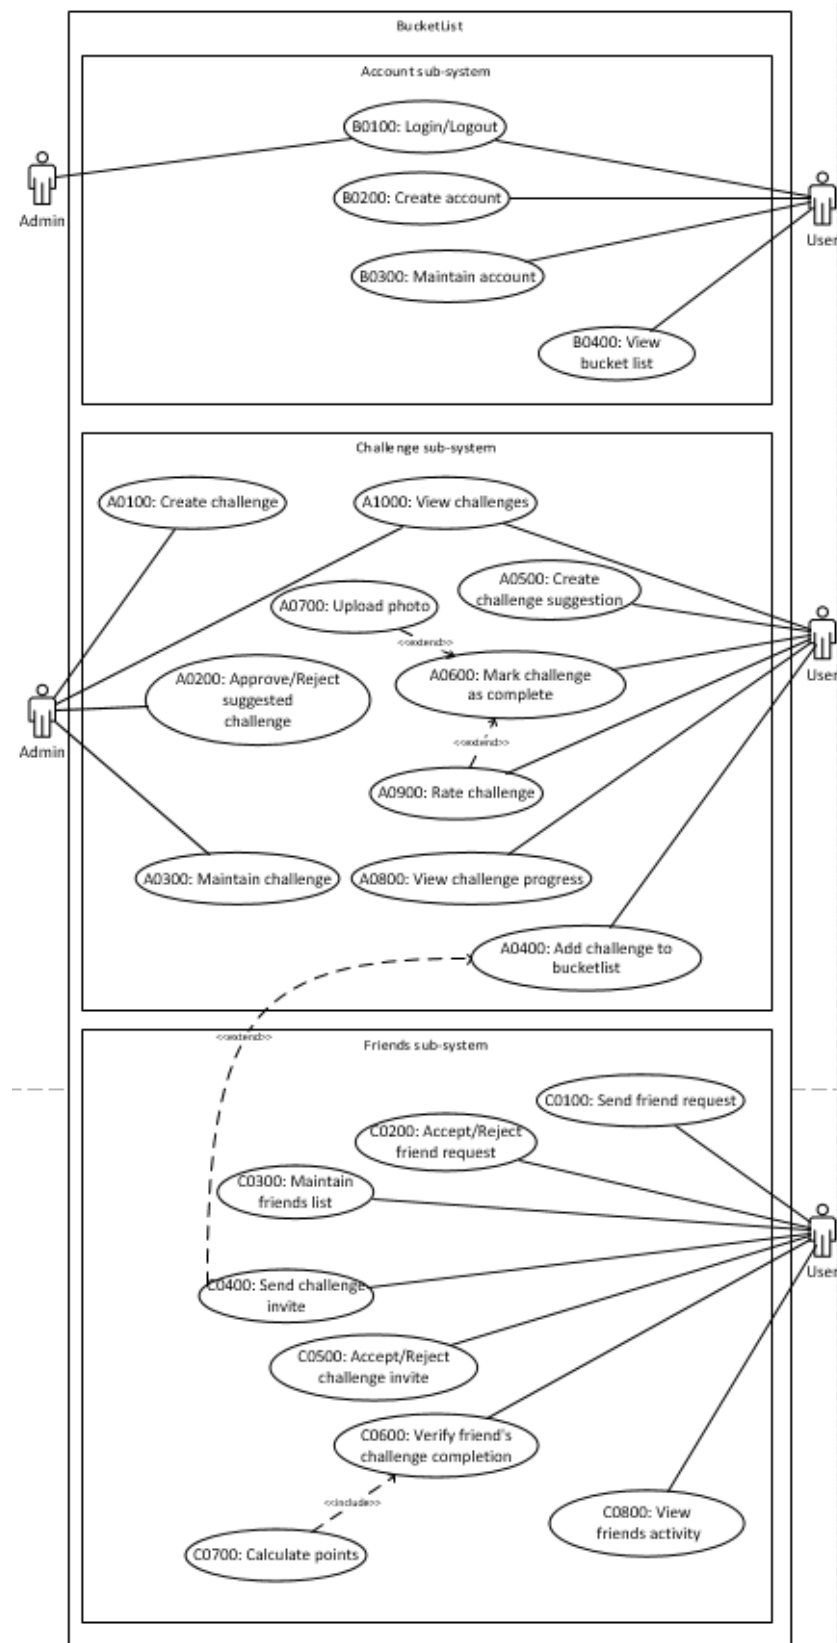 BucketList
Account sub-system
B0100: Login/Logout
Admin
B0200: Create account
User
B0300: Maintain account
B0400: View
bucket list
Challenge sub-system
A0100: Create challenge
A1000: View challenges
A0500: Create
challenge suggestion
A0700: Upload photo
<<extend>>
User
A0200: Approve/Reject
suggested
challenge
A0600: Mark challenge
as complete
Admin
<<extend>>
A0900: Rate challenge
A0300: Maintain challenge
A0800: View challenge progress
A0400: Add challenge to
bucketlist
<<extend>>
Friends sub-system
C0100: Send friend request
C0200: Accept/Reject
friend request
C0300: Maintain
friends list
User
C0400: Send challenge
invite
C0500: Accept/Reject
challenge invite
C0600: Verify friend's
challenge completion
<<include>>
C0800: View
friends activity
C0700: Calculate points